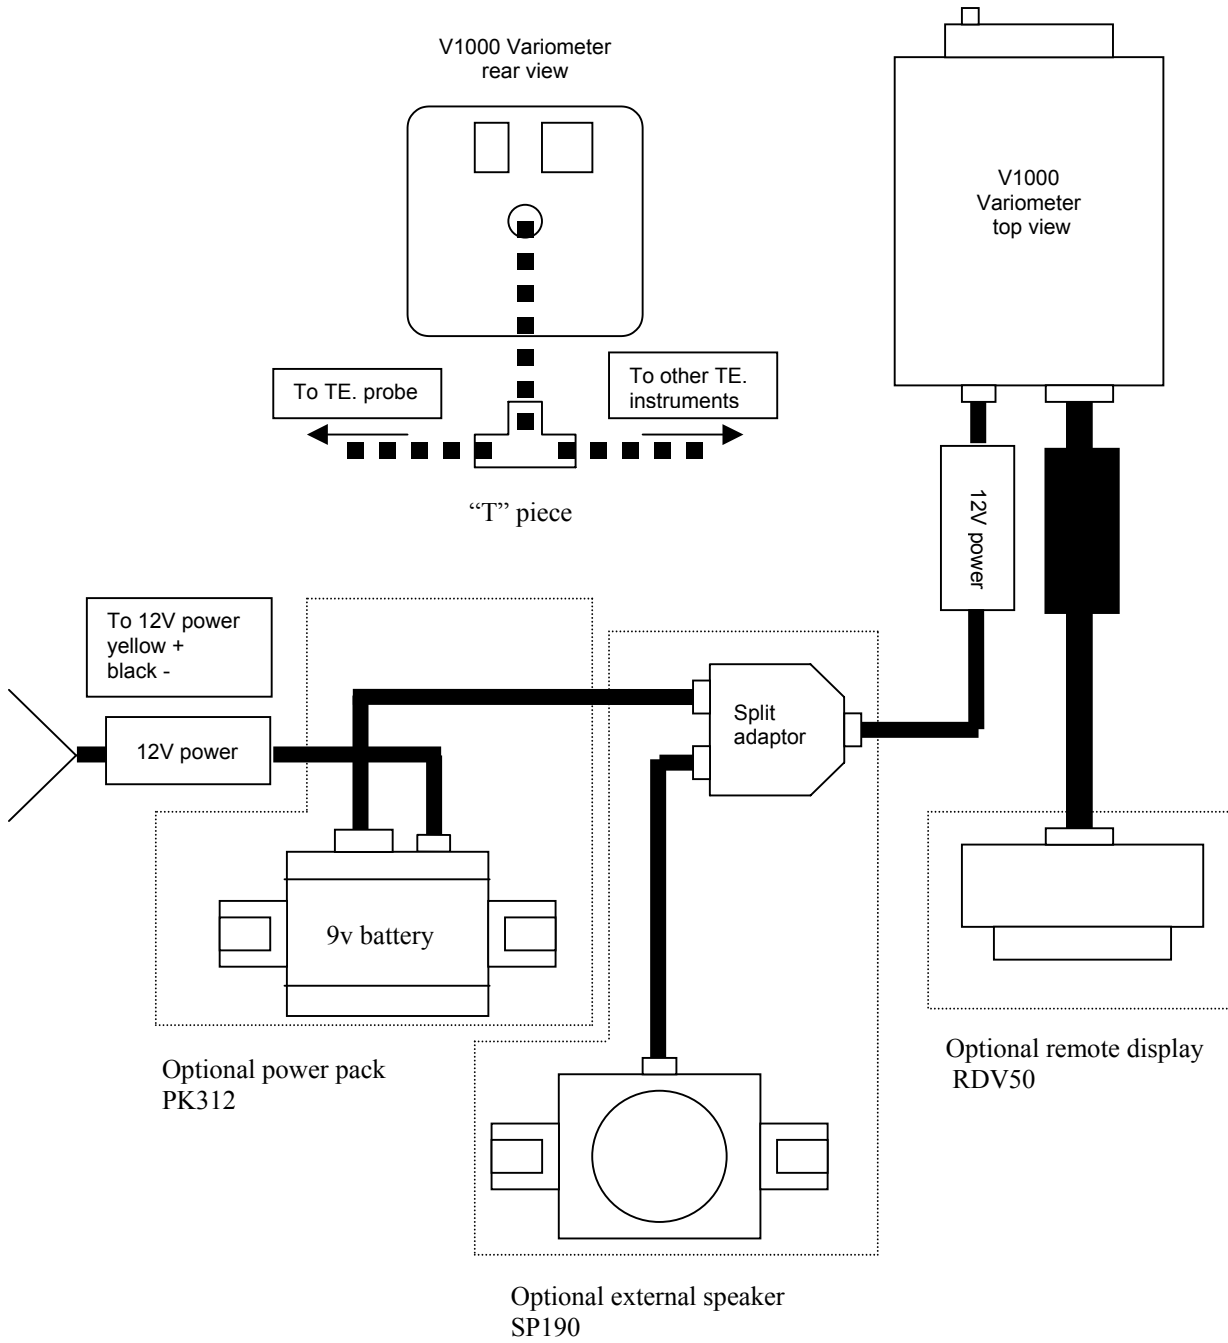 V1000 Variometer
rear view
V1000
Variometer
top view
To TE. probe
To other TE.
instruments
“T” piece
12V power
To 12V power
yellow +
black -
12V power
Split
adaptor
9v battery
Optional power pack
PK312
Optional remote display
RDV50
Optional external speaker
SP190